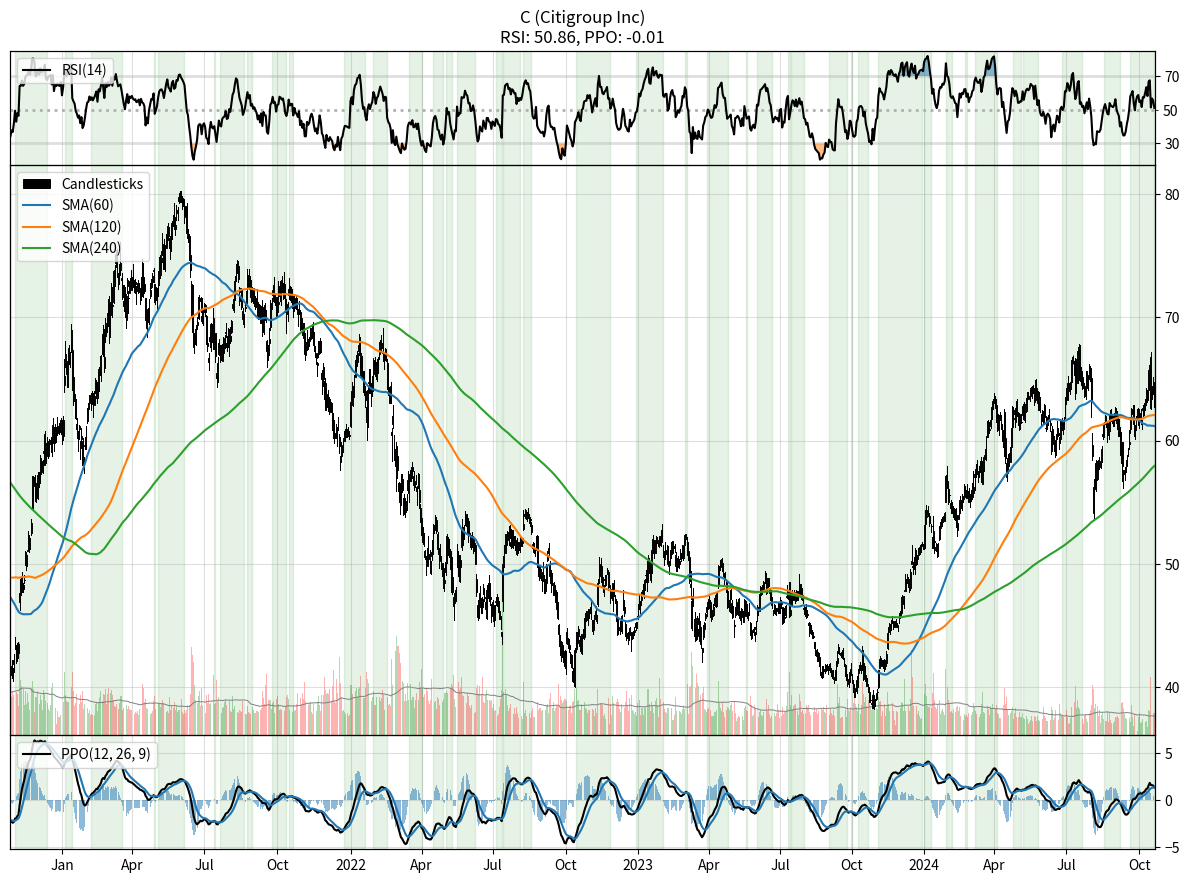 C (Citigroup Inc)
RSI: 50.86, PPO: -0.01
RSI(14)
70
50
30
Candlesticks
SMA(60)
SMA(120)
SMA(240)
80
70
60
50
40
PPO(12, 26, 9)
5
0
−5
Jan Apr Jul Oct 2022 Apr Jul Oct 2023 Apr Jul Oct 2024 Apr Jul Oct